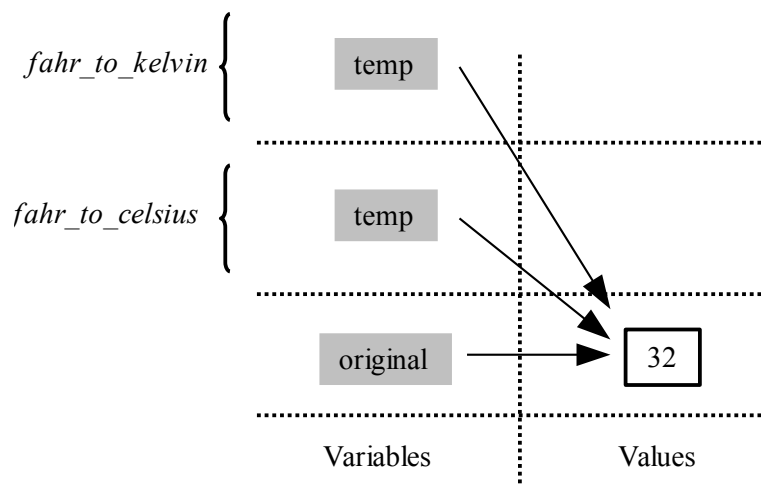 fahr_to_kelvin temp
fahr_to_celsius temp
original 32
Variables Values